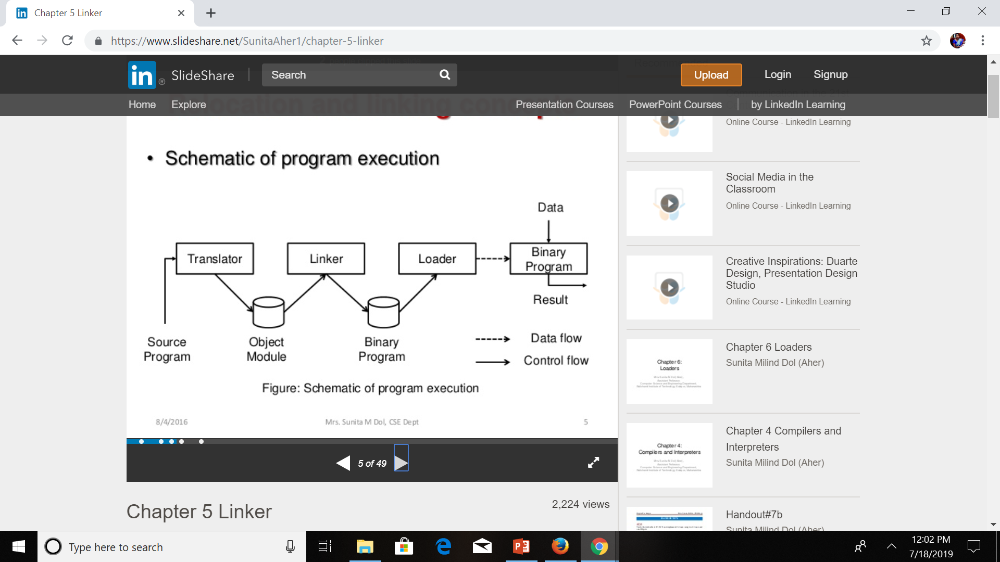 Chapter 5 Linker
https://www.slideshare.net/SunitaAher1/chapter-5-linker
in ® SlideShare
Search
Upload
Login
Signup
Home
Explore
Presentation Courses
PowerPoint Courses
by LinkedIn Learning
• Schematic of program execution
Data
Translator
Linker
Loader
Binary
Program
Result
Source
Program
Object
Module
Binary
Program
Data flow
Control flow
Figure: Schematic of program execution
8/4/2016
Mrs. Sunita M Dol, CSE Dept
5
5 of 49
Chapter 5 Linker
2,224 views
Online Course - LinkedIn Learning
Social Media in the
Classroom
Online Course - LinkedIn Learning
Creative Inspirations: Duarte
Design, Presentation Design
Studio
Online Course - LinkedIn Learning
Chapter 6:
Loaders
Chapter 6 Loaders
Sunita Milind Dol (Aher)
Chapter 4:
Compilers and Interpreters
Chapter 4 Compilers and
Interpreters
Sunita Milind Dol (Aher)
Handout#7b
Sunita Milind Dol (Aher)
Type here to search
12:02 PM
7/18/2019